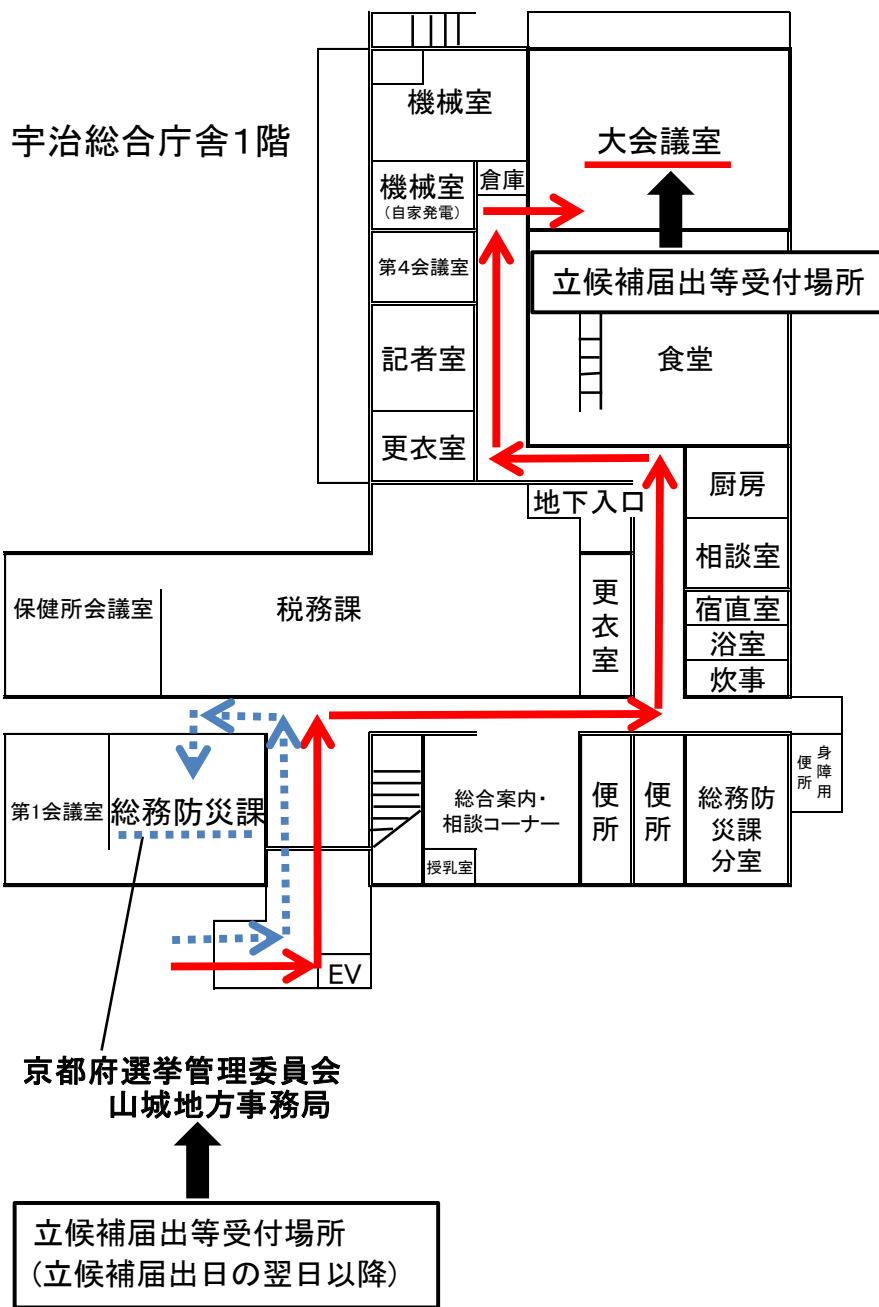 宇治総合庁舎1階
機械室
大会議室
機械室
(自家発電)
倉庫
第4会議室
立候補届出等受付場所
記者室
食堂
更衣室
厨房
地下入口
相談室
保健所会議室
税務課
更衣室
宿直室
浴室
炊事
第1会議室
総務防災課
総合案内・
相談コーナー
授乳室
便所
便所
総務防
災課
分室
身障用
便所
EV
京都府選挙管理委員会
山城地方事務局
立候補届出等受付場所
(立候補届出日の翌日以降)